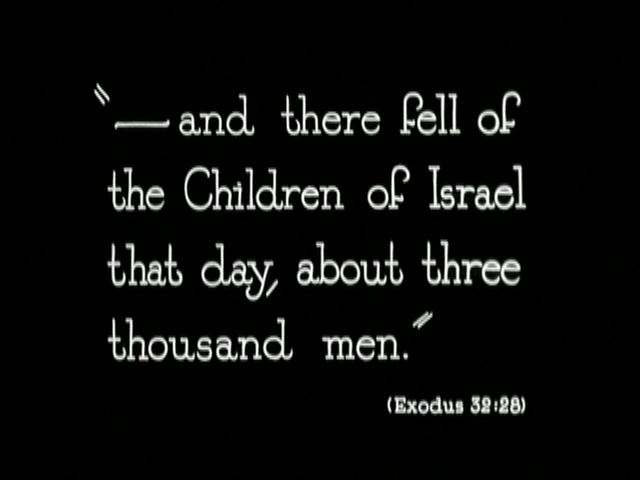 "—and there fell of
the Children of Israel
that day, about three
thousand men."
(Exodus 32:28)